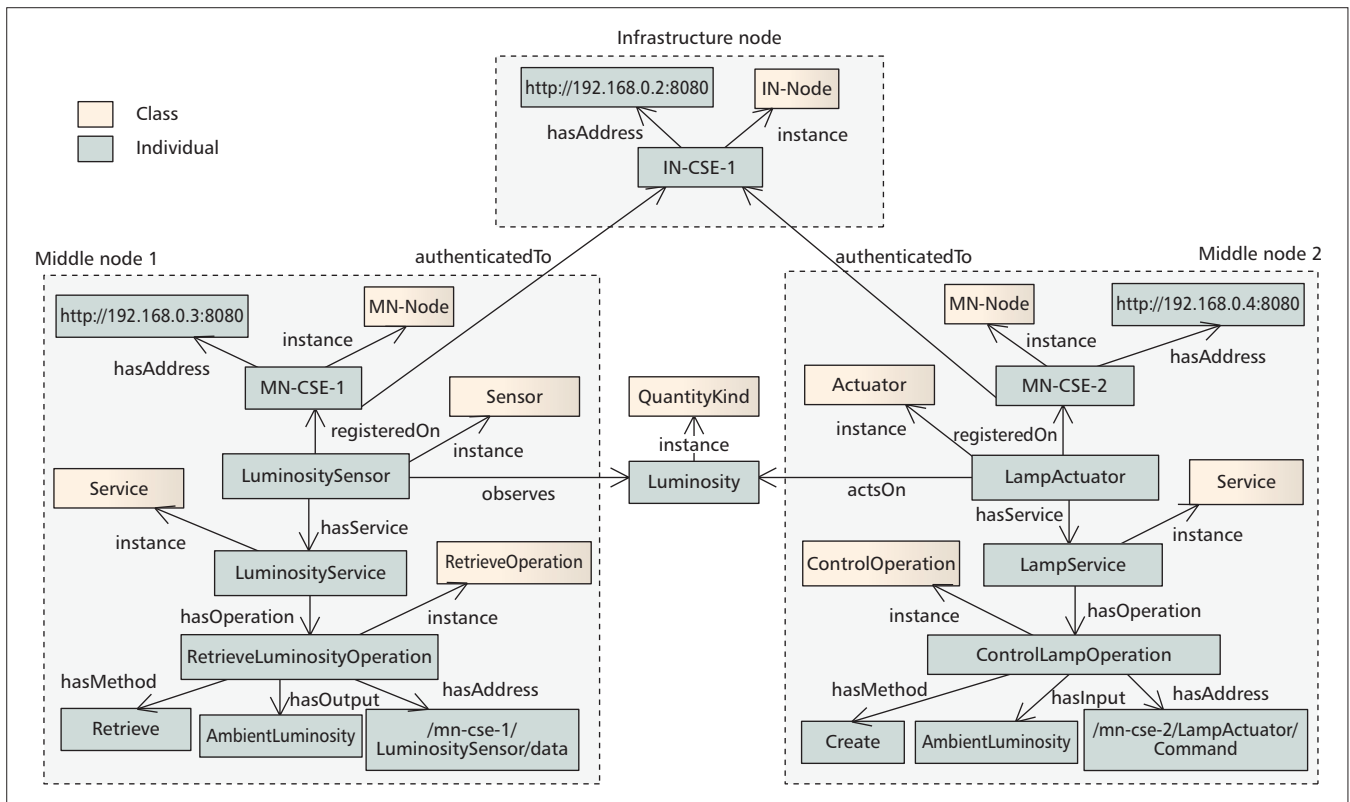 Infrastructure node
http://192.168.0.2:8080
IN-Node
Class
Individual
hasAddress
instance
IN-CSE-1
authenticatedTo
authenticatedTo
Middle node 1
Middle node 2
http://192.168.0.3:8080
MN-Node
instance
hasAddress
MN-CSE-1
Sensor
registeredOn
instance
LuminositySensor
observes
Service
hasService
instance
LuminosityService
RetrieveOperation
hasOperation
instance
RetrieveLuminosityOperation
hasMethod
hasOutput
hasAddress
Retrieve
AmbientLuminosity
/mn-cse-1/
LuminositySensor/data
QuantityKind
instance
Luminosity
MN-Node
http://192.168.0.4:8080
instance
hasAddress
MN-CSE-2
Actuator
instance
registeredOn
LampActuator
actsOn
Service
hasService
instance
LampService
ControlOperation
instance
hasOperation
ControlLampOperation
hasMethod
hasInput
hasAddress
Create
AmbientLuminosity
/mn-cse-2/LampActuator/
Command